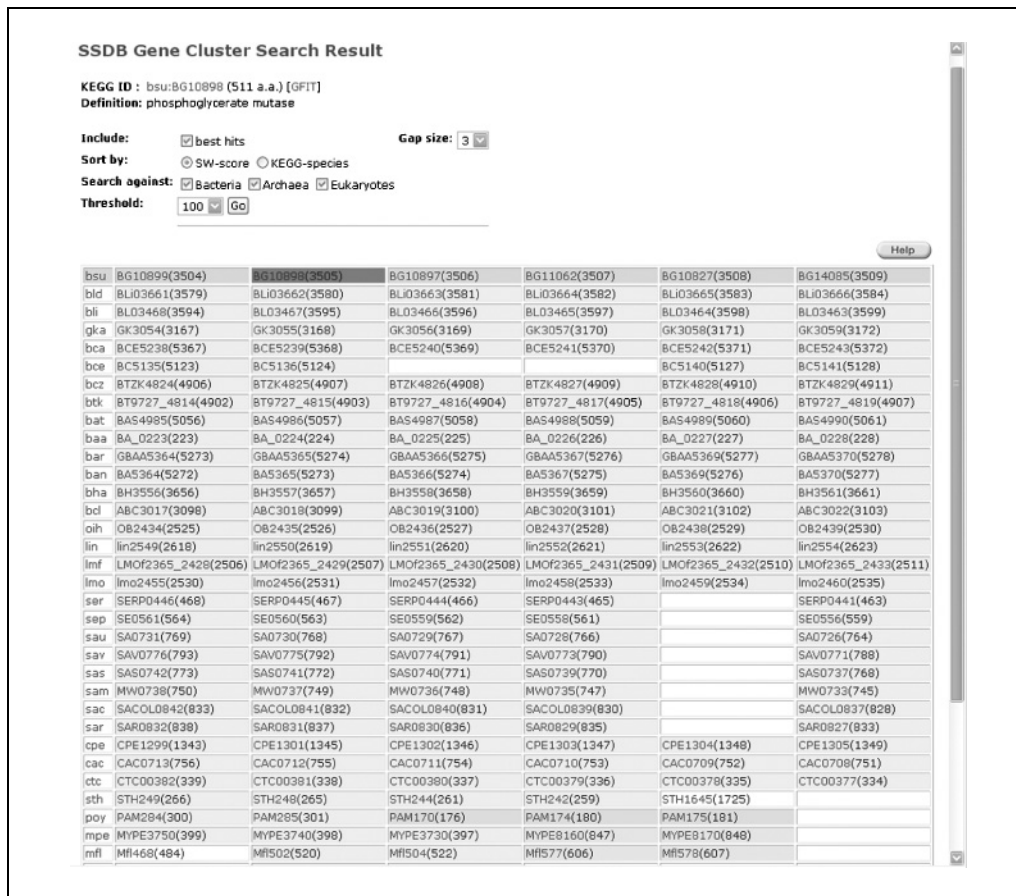 SSDB Gene Cluster Search Result
KEGG ID : bsu:BG10898 (511 a.a.) [GFIT]
Definition: phosphoglycerate mutase
Include: best hits Gap size: 3
Sort by: SW-score KEGG-species
Search against: Bacteria Archaea Eukaryotes
Threshold: 100 Go
Help
bsu BG10899(3504) BG10898(3505) BG10897(3506) BG11062(3507) BG10827(3508) BG14085(3509)
bld BLi03661(3579) BLi03662(3580) BLi03663(3581) BLi03664(3582) BLi03665(3583) BLi03666(3584)
bli BL03468(3594) BL03467(3595) BL03466(3596) BL03465(3597) BL03464(3598) BL03463(3599)
gka GK3054(3167) GK3055(3168) GK3056(3169) GK3057(3170) GK3058(3171) GK3059(3172)
bca BCE5238(5367) BCE5239(5368) BCE5240(5369) BCE5241(5370) BCE5242(5371) BCE5243(5372)
bce BC5135(5123) BC5136(5124) BC5140(5127) BC5141(5128)
bcz BTZK4824(4906) BTZK4825(4907) BTZK4826(4908) BTZK4827(4909) BTZK4828(4910) BTZK4829(4911)
btk BT9727_4814(4902) BT9727_4815(4903) BT9727_4816(4904) BT9727_4817(4905) BT9727_4818(4906) BT9727_4819(4907)
bat BAS4985(5056) BAS4986(5057) BAS4987(5058) BAS4988(5059) BAS4989(5060) BAS4990(5061)
baa BA_0223(223) BA_0224(224) BA_0225(225) BA_0226(226) BA_0227(227) BA_0228(228)
bar GBAA5364(5273) GBAA5365(5274) GBAA5366(5275) GBAA5367(5276) GBAA5369(5277) GBAA5370(5278)
ban BA5364(5272) BA5365(5273) BA5366(5274) BA5367(5275) BA5369(5276) BA5370(5277)
bha BH3556(3656) BH3557(3657) BH3558(3658) BH3559(3659) BH3560(3660) BH3561(3661)
bcl ABC3017(3098) ABC3018(3099) ABC3019(3100) ABC3020(3101) ABC3021(3102) ABC3022(3103)
oih OB2434(2525) OB2435(2526) OB2436(2527) OB2437(2528) OB2438(2529) OB2439(2530)
lin lin2549(2618) lin2550(2619) lin2551(2620) lin2552(2621) lin2553(2622) lin2554(2623)
lmf LMOf2365_2428(2506) LMOf2365_2429(2507) LMOf2365_2430(2508) LMOf2365_2431(2509) LMOf2365_2432(2510) LMOf2365_2433(2511)
lmo lmo2455(2530) lmo2456(2531) lmo2457(2532) lmo2458(2533) lmo2459(2534) lmo2460(2535)
ser SERP0446(468) SERP0445(467) SERP0444(466) SERP0443(465) SERP0441(463)
sep SE0561(564) SE0560(563) SE0559(562) SE0558(561) SE0556(559)
sau SA0731(769) SA0730(768) SA0729(767) SA0728(766) SA0726(764)
sav SAV0776(793) SAV0775(792) SAV0774(791) SAV0773(790) SAV0771(788)
sas SAS0742(773) SAS0741(772) SAS0740(771) SAS0739(770) SAS0737(768)
sam MW0738(750) MW0737(749) MW0736(748) MW0735(747) MW0733(745)
sac SACOL0842(833) SACOL0841(832) SACOL0840(831) SACOL0839(830) SACOL0837(828)
sar SAR0832(838) SAR0831(837) SAR0830(836) SAR0829(835) SAR0827(833)
cpe CPE1299(1343) CPE1301(1345) CPE1302(1346) CPE1303(1347) CPE1304(1348) CPE1305(1349)
cac CAC0713(756) CAC0712(755) CAC0711(754) CAC0710(753) CAC0709(752) CAC0708(751)
ctc CTC00382(339) CTC00381(338) CTC00380(337) CTC00379(336) CTC00378(335) CTC00377(334)
sth STH249(266) STH248(265) STH244(261) STH242(259) STH1645(1725)
poy PAM284(300) PAM285(301) PAM170(176) PAM174(180) PAM175(181)
mpe MYPE3750(399) MYPE3740(398) MYPE3730(397) MYPE8160(847) MYPE8170(848)
mfl Mfl468(484) Mfl502(520) Mfl504(522) Mfl577(606) Mfl578(607)